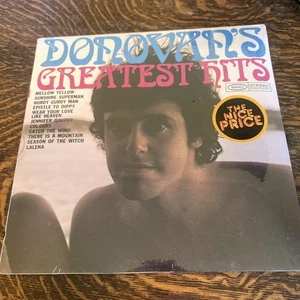 DONOVAN'S
GREATEST HITS
MELLOW YELLOW
SUNSHINE SUPERMAN
HURDY GURDY MAN
EPISTLE TO DIPPY
WEAR YOUR LOVE
LIKE HEAVEN
JENNIFER JUNIPER
COLOURS
CATCH THE WIND
THERE IS A MOUNTAIN
SEASON OF THE WITCH
LALENA
THE
NICE
PRICE